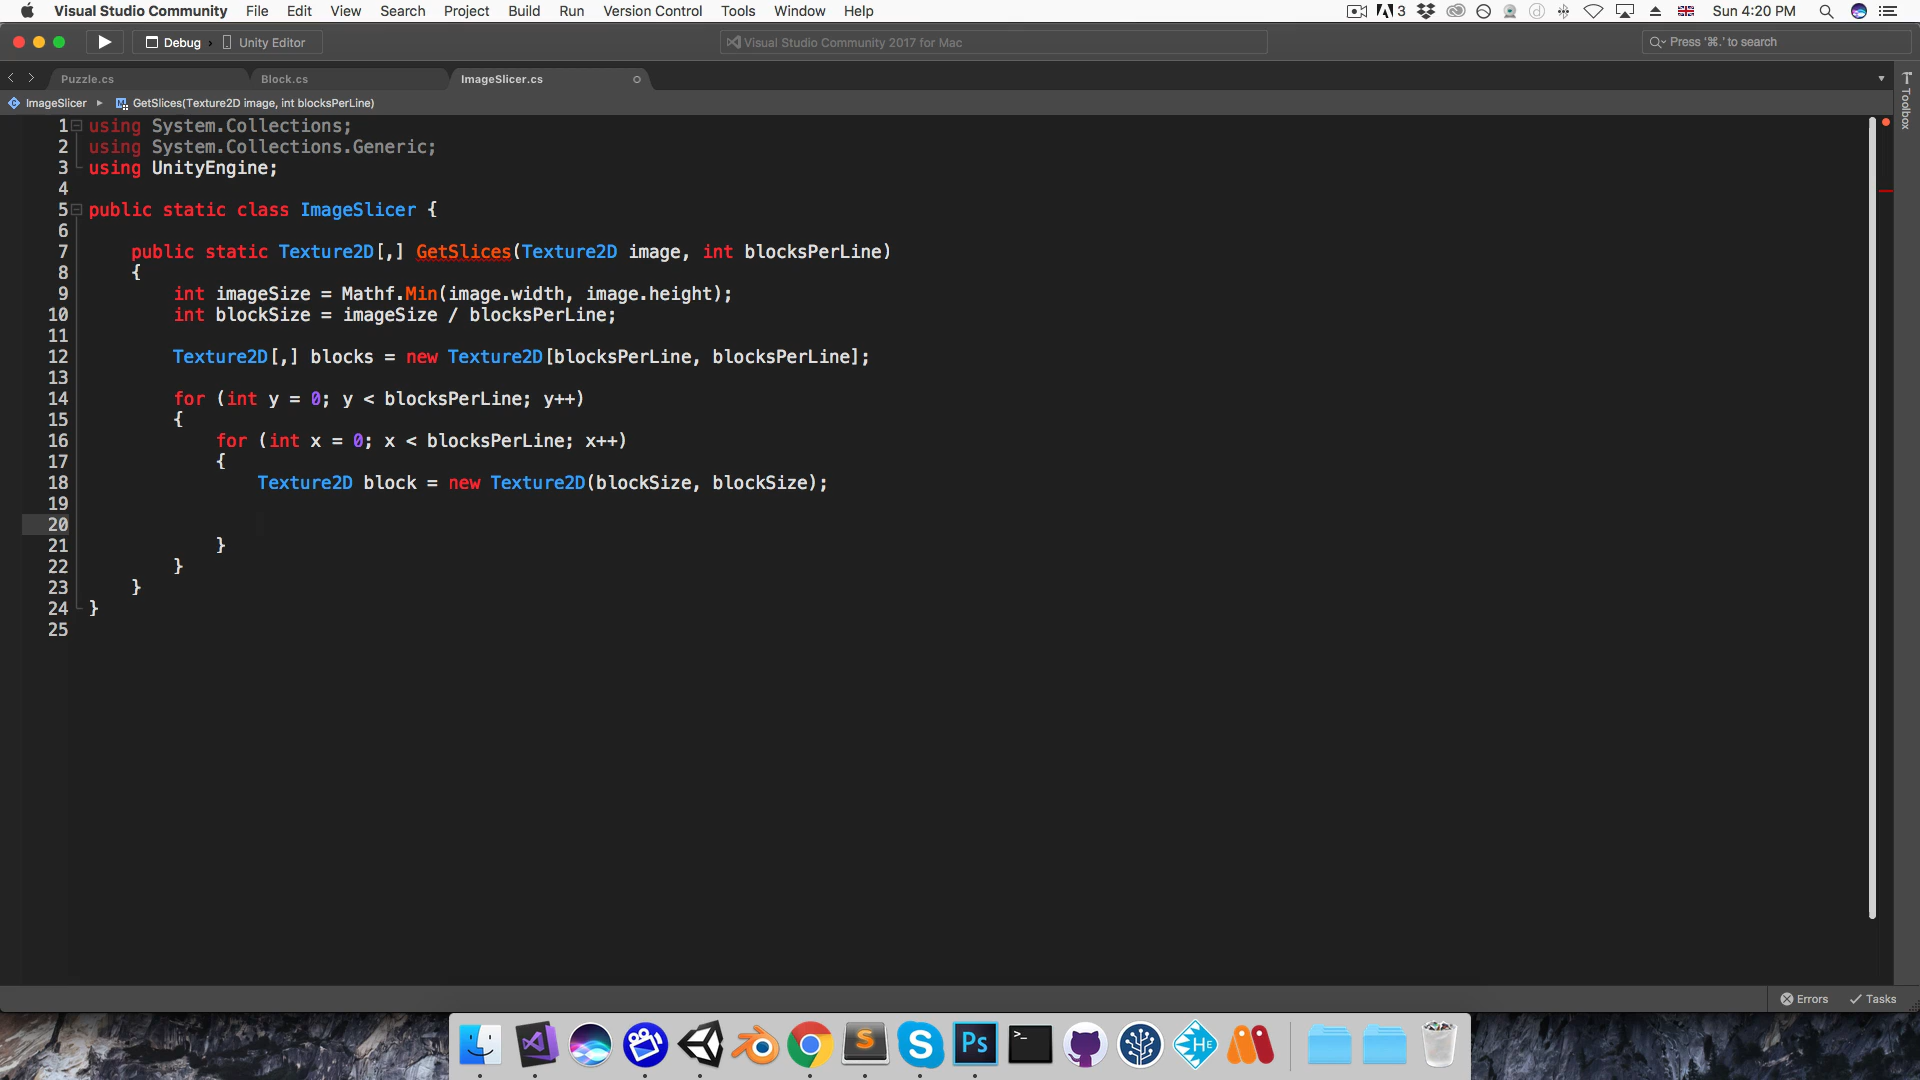 Visual Studio Community File Edit View Search Project Build Run Version Control Tools Window Help 3 Sun 4:20 PM
Debug › Unity Editor Visual Studio Community 2017 for Mac Press '⌘.' to search
Puzzle.cs Block.cs ImageSlicer.cs
ImageSlicer ▸ GetSlices(Texture2D image, int blocksPerLine)
Toolbox
1 using System.Collections;
2 using System.Collections.Generic;
3 using UnityEngine;
4
5 public static class ImageSlicer {
6
7 public static Texture2D[,] GetSlices(Texture2D image, int blocksPerLine)
8 {
9 int imageSize = Mathf.Min(image.width, image.height);
10 int blockSize = imageSize / blocksPerLine;
11
12 Texture2D[,] blocks = new Texture2D[blocksPerLine, blocksPerLine];
13
14 for (int y = 0; y < blocksPerLine; y++)
15 {
16 for (int x = 0; x < blocksPerLine; x++)
17 {
18 Texture2D block = new Texture2D(blockSize, blockSize);
19
20
21 }
22 }
23 }
24 }
25
Errors Tasks
S S Ps >_ HE